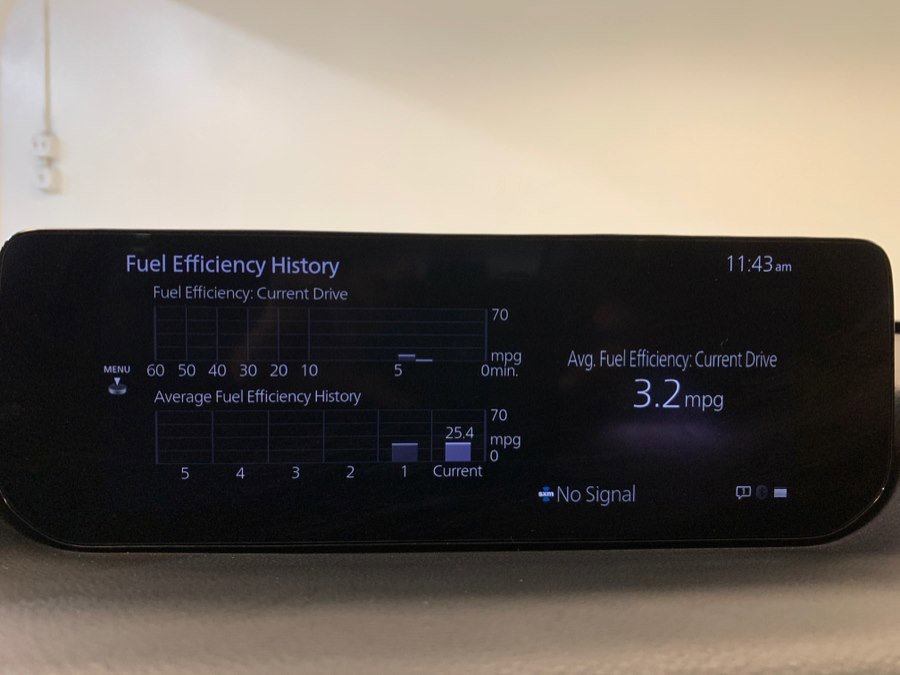 Fuel Efficiency History
11:43am
Fuel Efficiency: Current Drive
70
mpg
MENU
60 50 40 30 20 10 5 0min.
Average Fuel Efficiency History
70
25.4
mpg
0
5 4 3 2 1 Current
Avg. Fuel Efficiency: Current Drive
3.2mpg
sxm No Signal
1